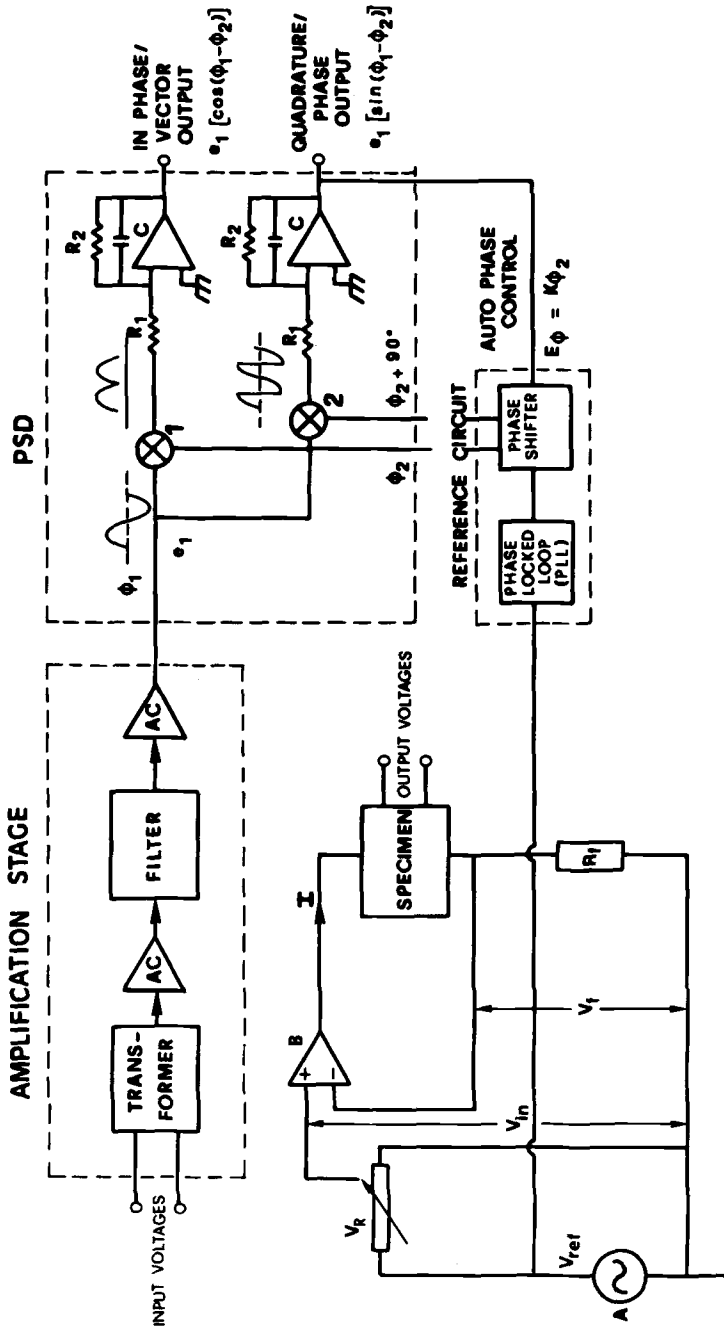 AMPLIFICATION STAGE
PSD
INPUT VOLTAGES
TRANS-
FORMER
AC
FILTER
AC
ϕ1
e1
1
R1
R2
C
IN PHASE/
VECTOR
OUTPUT
e1 [cos(ϕ1-ϕ2)]
2
R1
R2
C
QUADRATURE/
PHASE
OUTPUT
e1 [sin(ϕ1-ϕ2)]
ϕ2
ϕ2 + 90°
AUTO PHASE
CONTROL
Eϕ = Kϕ2
REFERENCE CIRCUIT
PHASE
LOCKED
LOOP
(PLL)
PHASE
SHIFTER
A
Vref
VR
Vin
B
+
-
I
SPECIMEN
OUTPUT VOLTAGES
Vf
Rf